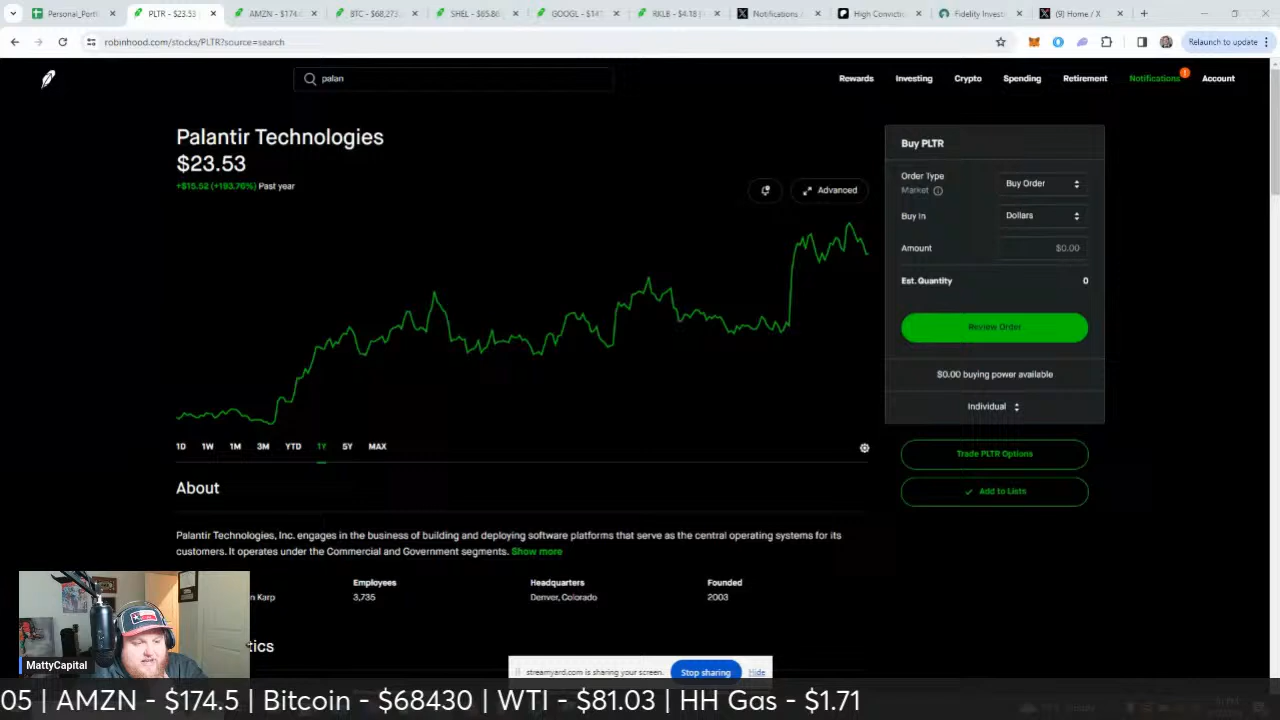 Personal_Portf
PLTR - $23.53
AMZN - $174.
BTC - $68,273
SHEL - $65.86
GOOGL - $14
RKLB - $4.18
Notifications /
High Convictio
Fidelity Invest
(9) Home / X
robinhood.com/stocks/PLTR?source=search
Relaunch to update
palan
Rewards
Investing
Crypto
Spending
Retirement
Notifications
Account
Palantir Technologies
$23.53
+$15.52 (+193.76%) Past year
Advanced
Buy PLTR
Order Type
Market
Buy Order
Buy In
Dollars
Amount
$0.00
Est. Quantity
0
Review Order
$0.00 buying power available
Individual
Trade PLTR Options
Add to Lists
1D 1W 1M 3M YTD 1Y 5Y MAX
About
Palantir Technologies, Inc. engages in the business of building and deploying software platforms that serve as the central operating systems for its
customers. It operates under the Commercial and Government segments. Show more
Employees
Headquarters
Founded
n Karp
3,735
Denver, Colorado
2003
tics
MattyCapital
streamyard.com is sharing your screen.
Stop sharing
Hide
05 | AMZN - $174.5 | Bitcoin - $68430 | WTI - $81.03 | HH Gas - $1.71